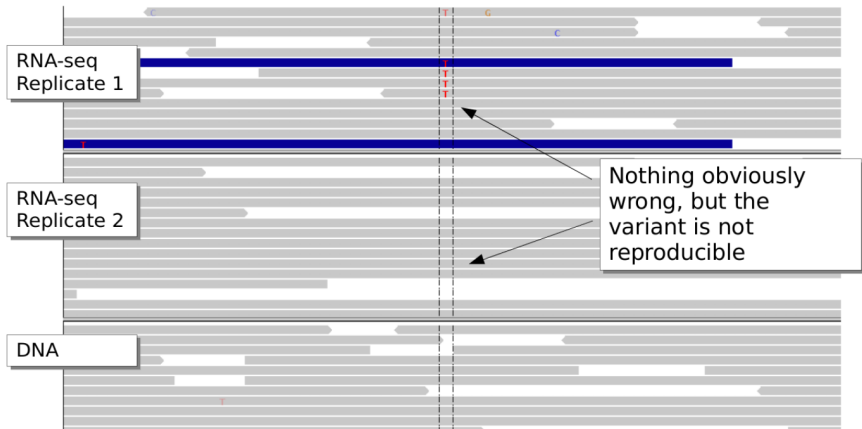 C
T
G
C
RNA-seq
Replicate 1
T
T
T
T
T
Nothing obviously
wrong, but the
variant is not
reproducible
RNA-seq
Replicate 2
DNA
T